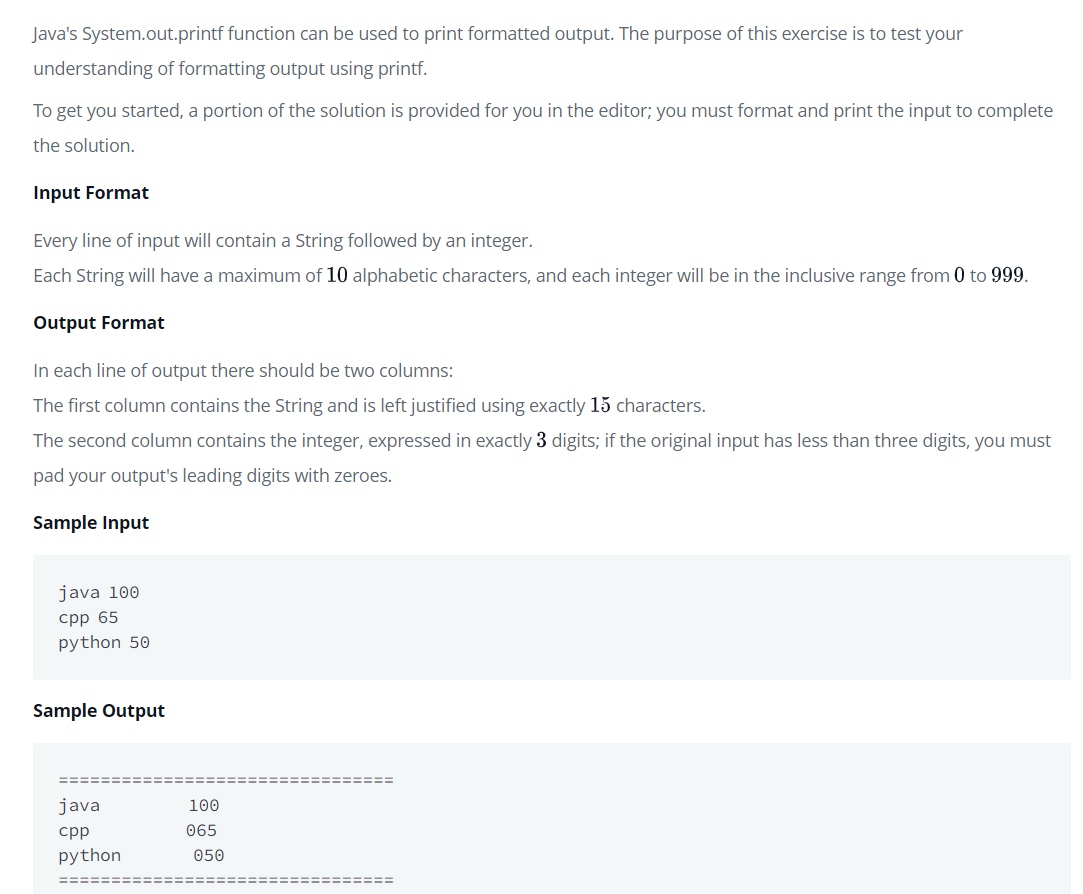 Java's System.out.printf function can be used to print formatted output. The purpose of this exercise is to test your
understanding of formatting output using printf.
To get you started, a portion of the solution is provided for you in the editor; you must format and print the input to complete
the solution.
Input Format
Every line of input will contain a String followed by an integer.
Each String will have a maximum of 10 alphabetic characters, and each integer will be in the inclusive range from 0 to 999.
Output Format
In each line of output there should be two columns:
The first column contains the String and is left justified using exactly 15 characters.
The second column contains the integer, expressed in exactly 3 digits; if the original input has less than three digits, you must
pad your output's leading digits with zeroes.
Sample Input
java 100
cpp 65
python 50
Sample Output
================================
java           100
cpp            065
python         050
================================